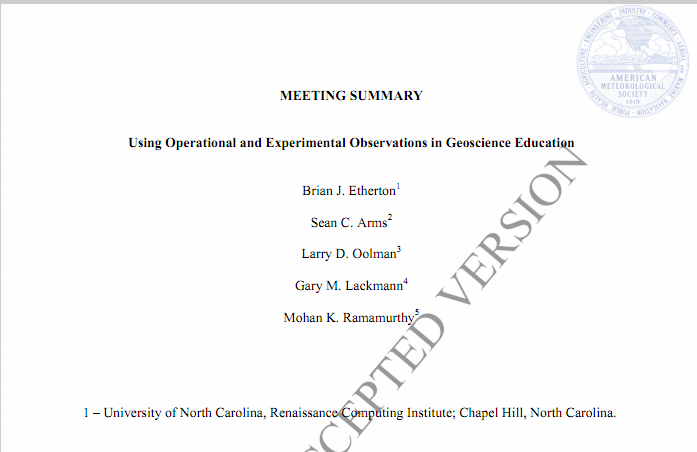 AMERICAN
METEOROLOGICAL
SOCIETY
1919
MEETING SUMMARY
Using Operational and Experimental Observations in Geoscience Education
Brian J. Etherton1
Sean C. Arms2
Larry D. Oolman3
Gary M. Lackmann4
Mohan K. Ramamurthy5
1 – University of North Carolina, Renaissance Computing Institute; Chapel Hill, North Carolina.
CEPTED VERSION